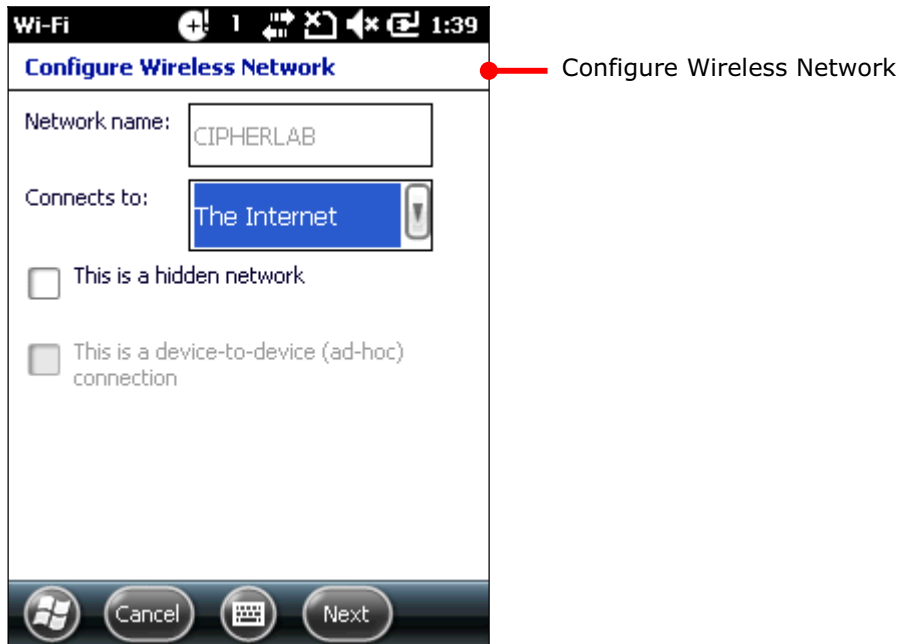 Wi-Fi 1 1:39
Configure Wireless Network
Configure Wireless Network
Network name:
CIPHERLAB
Connects to:
The Internet
This is a hidden network
This is a device-to-device (ad-hoc)
connection
Cancel Next